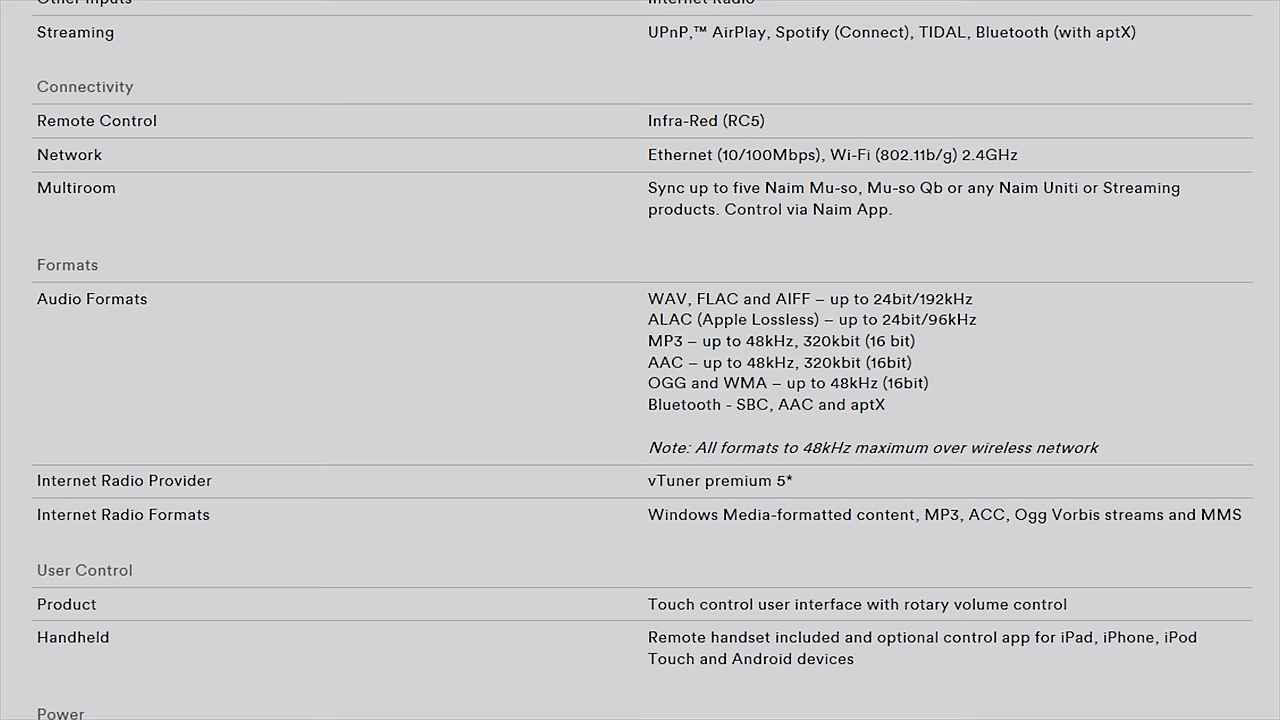 Other Inputs Internet Radio
Streaming UPnP,™ AirPlay, Spotify (Connect), TIDAL, Bluetooth (with aptX)
Connectivity
Remote Control Infra-Red (RC5)
Network Ethernet (10/100Mbps), Wi-Fi (802.11b/g) 2.4GHz
Multiroom Sync up to five Naim Mu-so, Mu-so Qb or any Naim Uniti or Streaming
products. Control via Naim App.
Formats
Audio Formats WAV, FLAC and AIFF – up to 24bit/192kHz
ALAC (Apple Lossless) – up to 24bit/96kHz
MP3 – up to 48kHz, 320kbit (16 bit)
AAC – up to 48kHz, 320kbit (16bit)
OGG and WMA – up to 48kHz (16bit)
Bluetooth - SBC, AAC and aptX
Note: All formats to 48kHz maximum over wireless network
Internet Radio Provider vTuner premium 5*
Internet Radio Formats Windows Media-formatted content, MP3, ACC, Ogg Vorbis streams and MMS
User Control
Product Touch control user interface with rotary volume control
Handheld Remote handset included and optional control app for iPad, iPhone, iPod
Touch and Android devices
Power